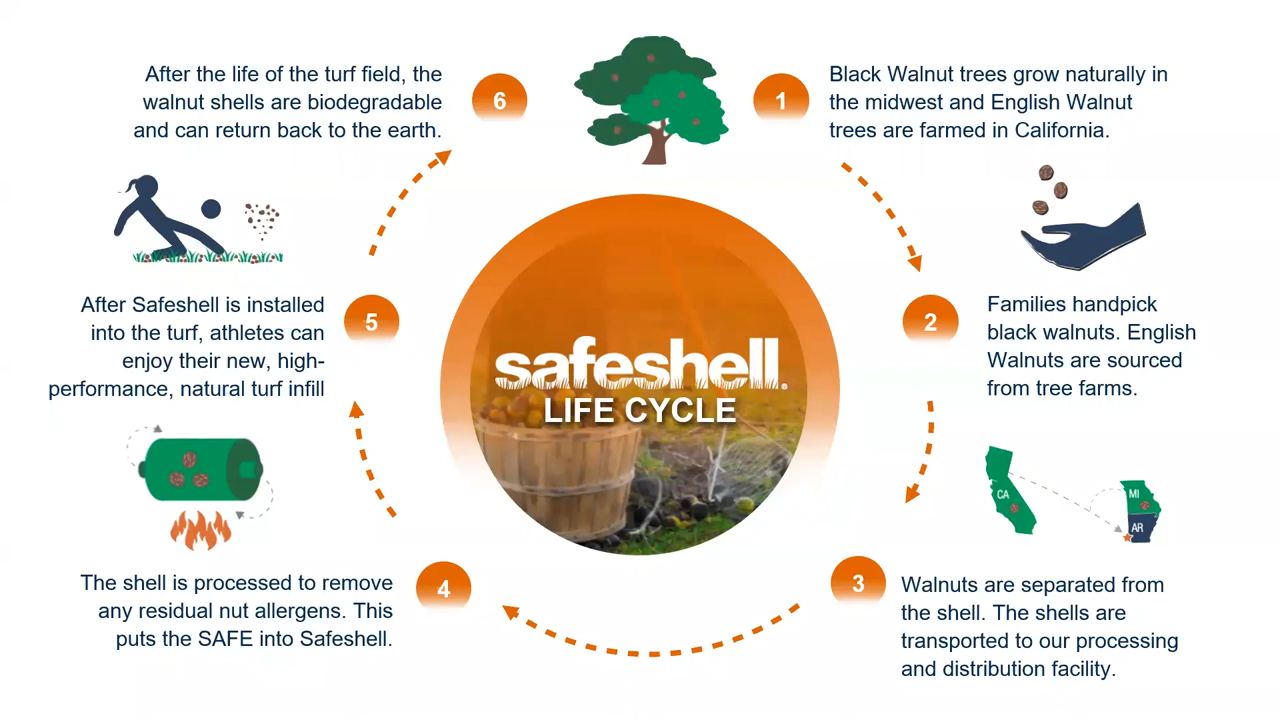 safeshell®
LIFE CYCLE
1
Black Walnut trees grow naturally in
the midwest and English Walnut
trees are farmed in California.
2
Families handpick
black walnuts. English
Walnuts are sourced
from tree farms.
CA
MI
AR
3
Walnuts are separated from
the shell. The shells are
transported to our processing
and distribution facility.
4
The shell is processed to remove
any residual nut allergens. This
puts the SAFE into Safeshell.
5
After Safeshell is installed
into the turf, athletes can
enjoy their new, high-
performance, natural turf infill
6
After the life of the turf field, the
walnut shells are biodegradable
and can return back to the earth.